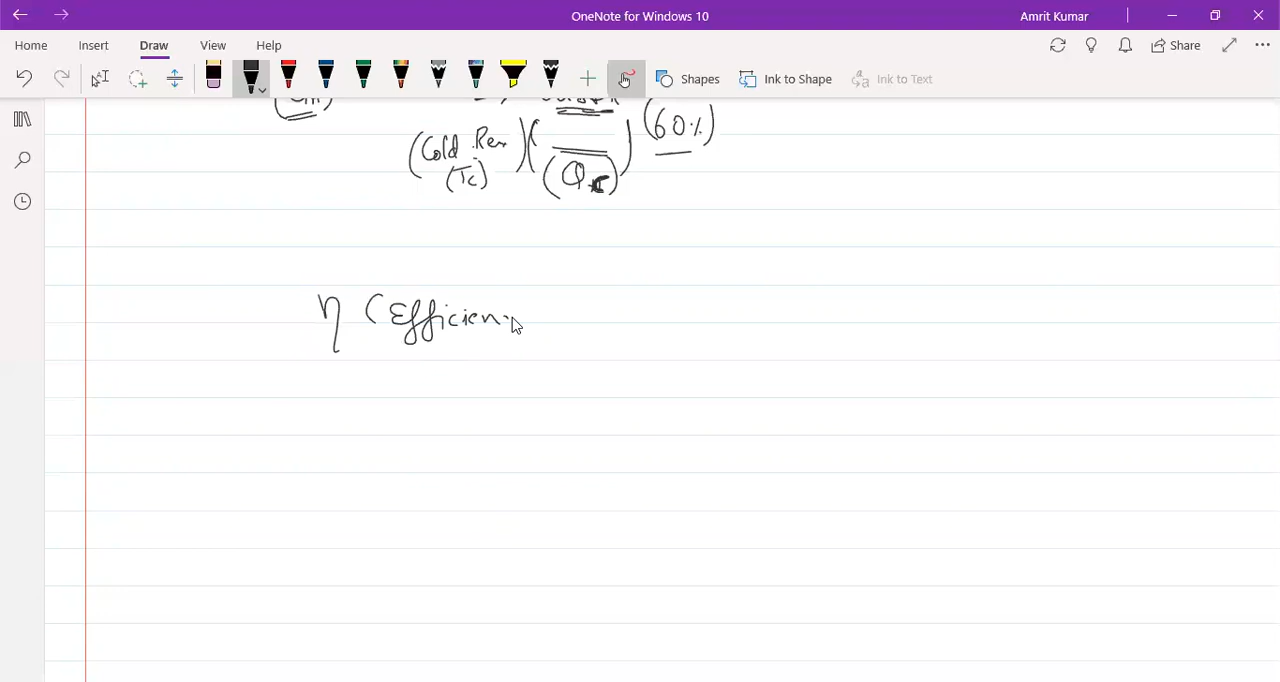 OneNote for Windows 10
Amrit Kumar
Home Insert Draw View Help
Share
Shapes Ink to Shape Ink to Text
(60%)
(Cold Res
(Tc)
η (Efficien